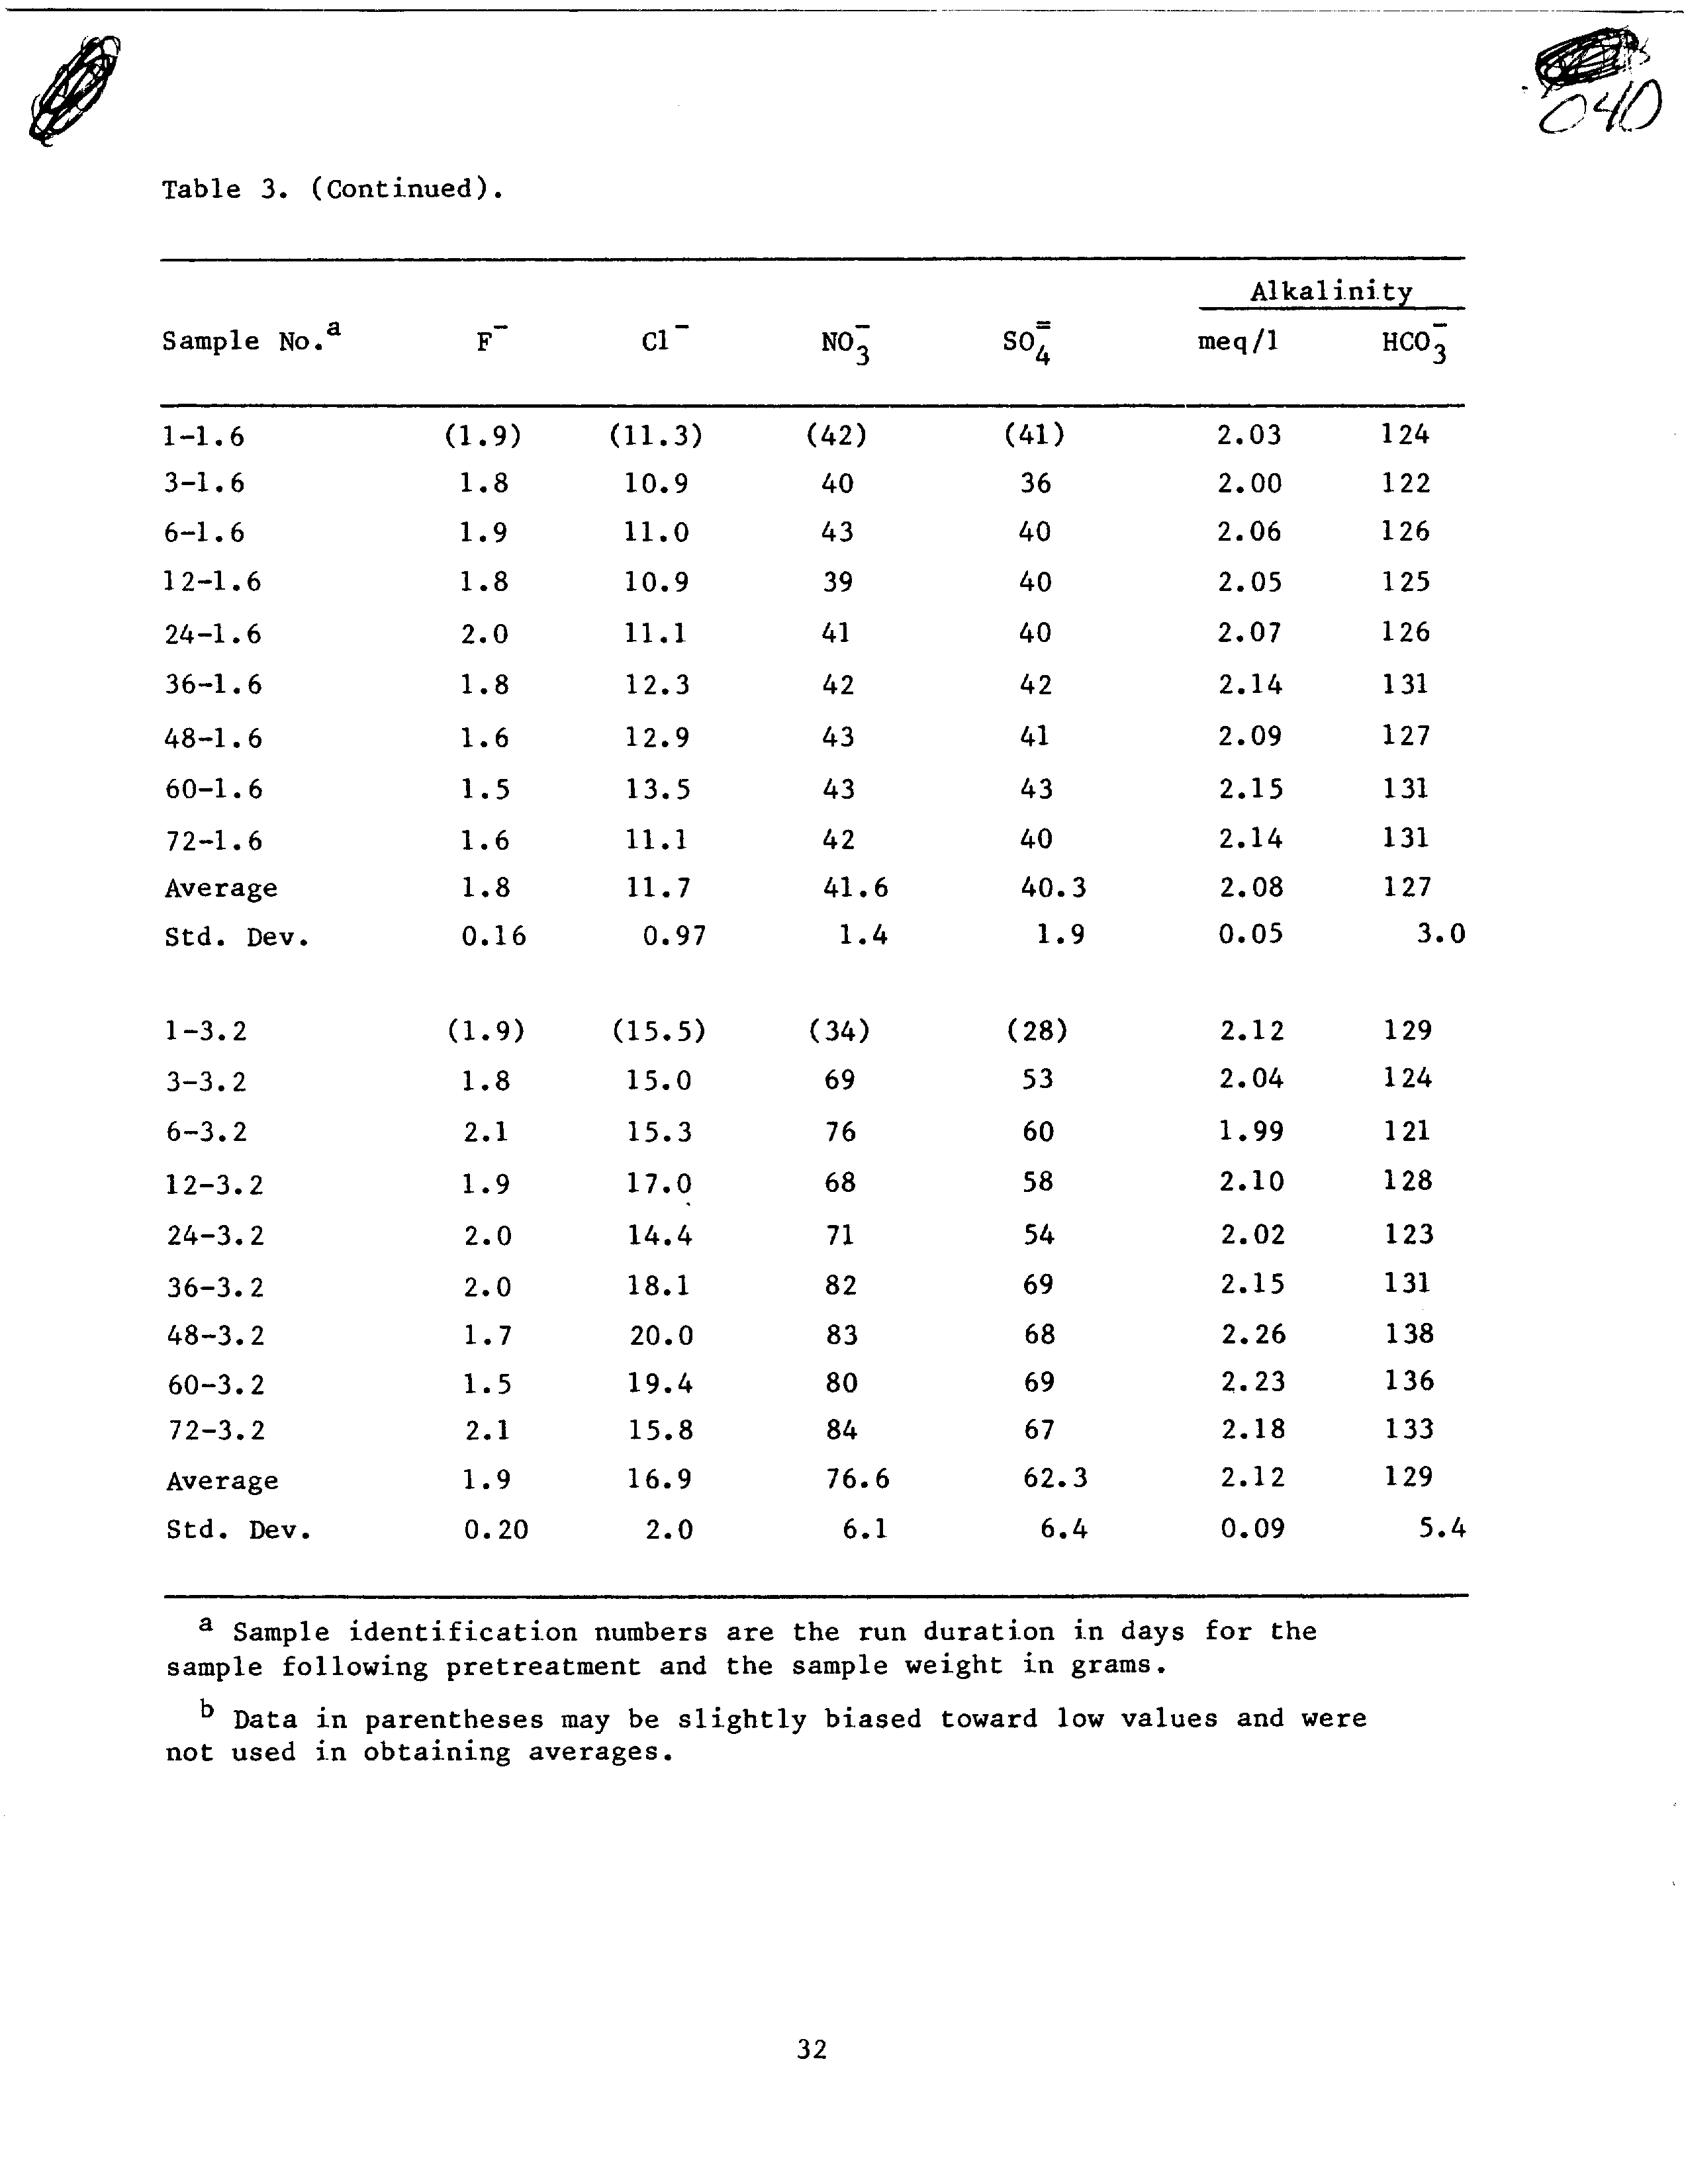 040
Table 3. (Continued).
Alkalinity
Sample No.ᵃ F⁻ Cl⁻ NO₃⁻ SO₄⁼ meq/l HCO₃⁻
1-1.6 (1.9) (11.3) (42) (41) 2.03 124
3-1.6 1.8 10.9 40 36 2.00 122
6-1.6 1.9 11.0 43 40 2.06 126
12-1.6 1.8 10.9 39 40 2.05 125
24-1.6 2.0 11.1 41 40 2.07 126
36-1.6 1.8 12.3 42 42 2.14 131
48-1.6 1.6 12.9 43 41 2.09 127
60-1.6 1.5 13.5 43 43 2.15 131
72-1.6 1.6 11.1 42 40 2.14 131
Average 1.8 11.7 41.6 40.3 2.08 127
Std. Dev. 0.16 0.97 1.4 1.9 0.05 3.0
1-3.2 (1.9) (15.5) (34) (28) 2.12 129
3-3.2 1.8 15.0 69 53 2.04 124
6-3.2 2.1 15.3 76 60 1.99 121
12-3.2 1.9 17.0 68 58 2.10 128
24-3.2 2.0 14.4 71 54 2.02 123
36-3.2 2.0 18.1 82 69 2.15 131
48-3.2 1.7 20.0 83 68 2.26 138
60-3.2 1.5 19.4 80 69 2.23 136
72-3.2 2.1 15.8 84 67 2.18 133
Average 1.9 16.9 76.6 62.3 2.12 129
Std. Dev. 0.20 2.0 6.1 6.4 0.09 5.4
ᵃ Sample identification numbers are the run duration in days for the
sample following pretreatment and the sample weight in grams.
ᵇ Data in parentheses may be slightly biased toward low values and were
not used in obtaining averages.
32